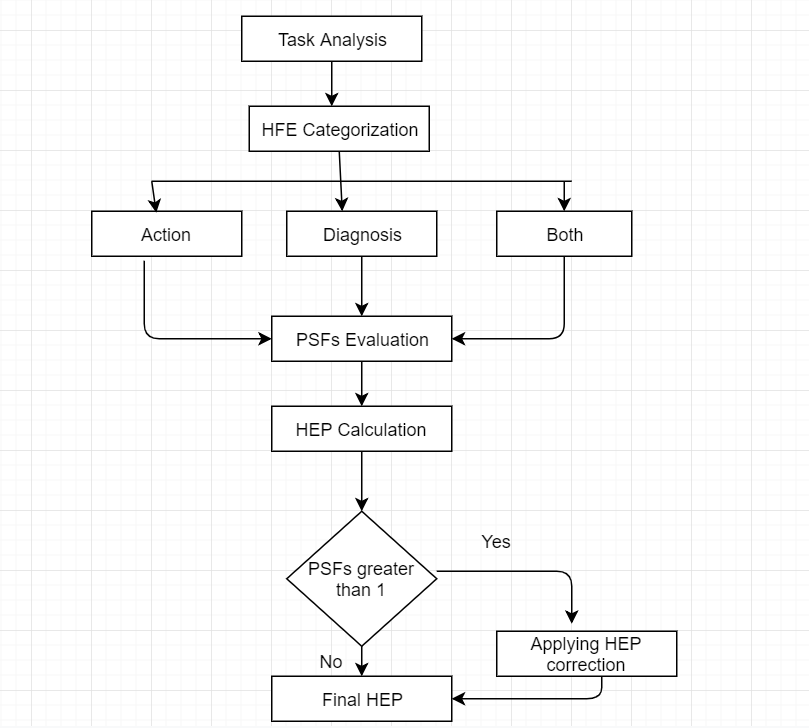 Task Analysis
HFE Categorization
Action
Diagnosis
Both
PSFs Evaluation
HEP Calculation
PSFs greater
than 1
Yes
Applying HEP
correction
No
Final HEP